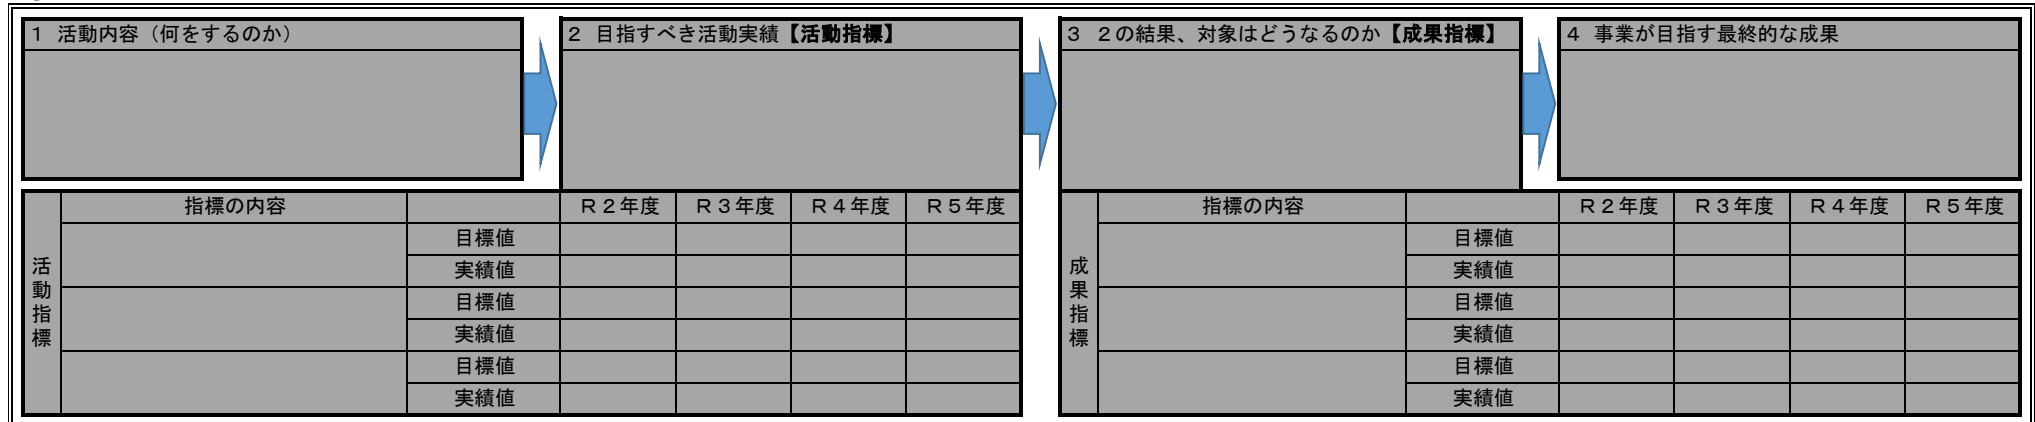 1 活動内容（何をするのか）
2 目指すべき活動実績【活動指標】
3 2の結果、対象はどうなるのか【成果指標】
4 事業が目指す最終的な成果
活動指標
指標の内容 R2年度 R3年度 R4年度 R5年度
目標値
実績値
目標値
実績値
目標値
実績値
成果指標
指標の内容 R2年度 R3年度 R4年度 R5年度
目標値
実績値
目標値
実績値
目標値
実績値